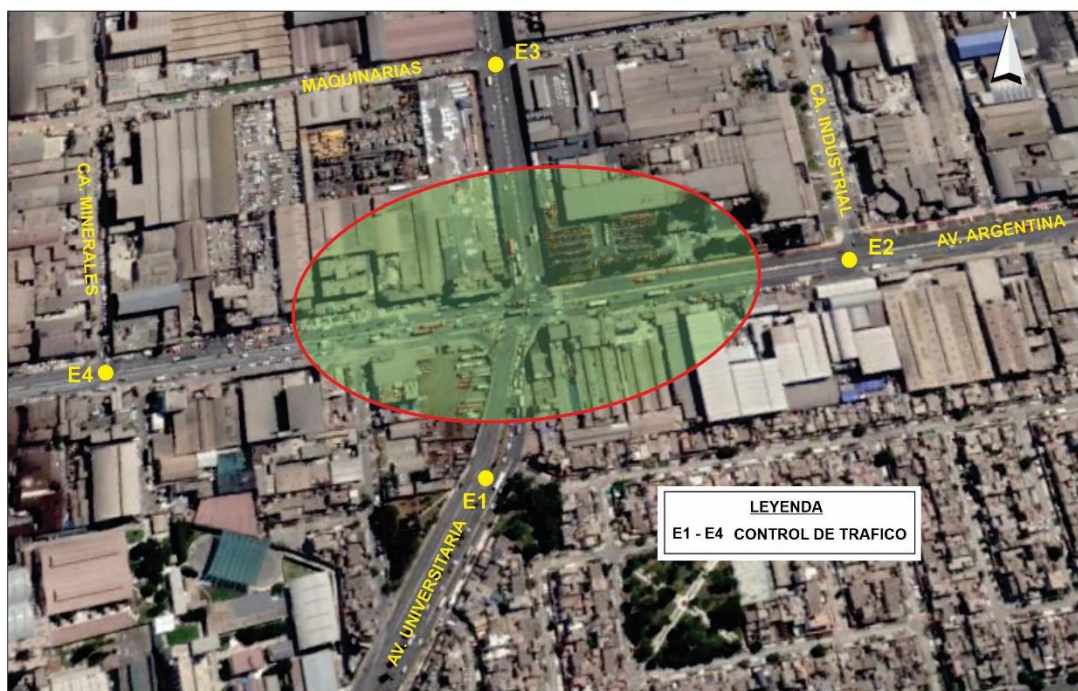 N
E3
MAQUINARIAS
CA. INDUSTRIAL
CA. MINERALES
AV. ARGENTINA
E2
E4
E1
LEYENDA
E1 - E4 CONTROL DE TRAFICO
AV. UNIVERSITARIA